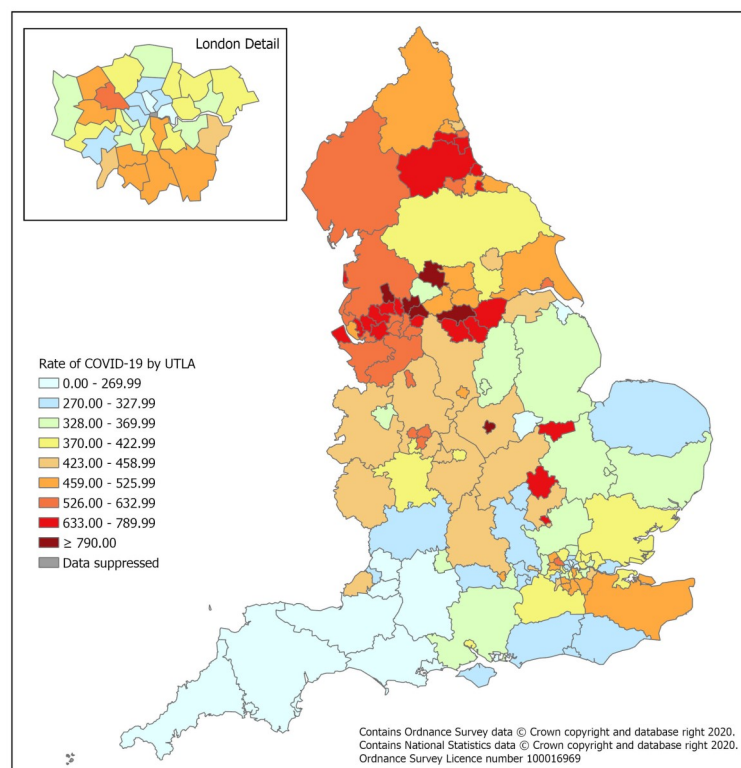 London Detail
Rate of COVID-19 by UTLA
0.00 - 269.99
270.00 - 327.99
328.00 - 369.99
370.00 - 422.99
423.00 - 458.99
459.00 - 525.99
526.00 - 632.99
633.00 - 789.99
≥ 790.00
Data suppressed
Contains Ordnance Survey data © Crown copyright and database right 2020.
Contains National Statistics data © Crown copyright and database right 2020.
Ordnance Survey Licence number 100016969